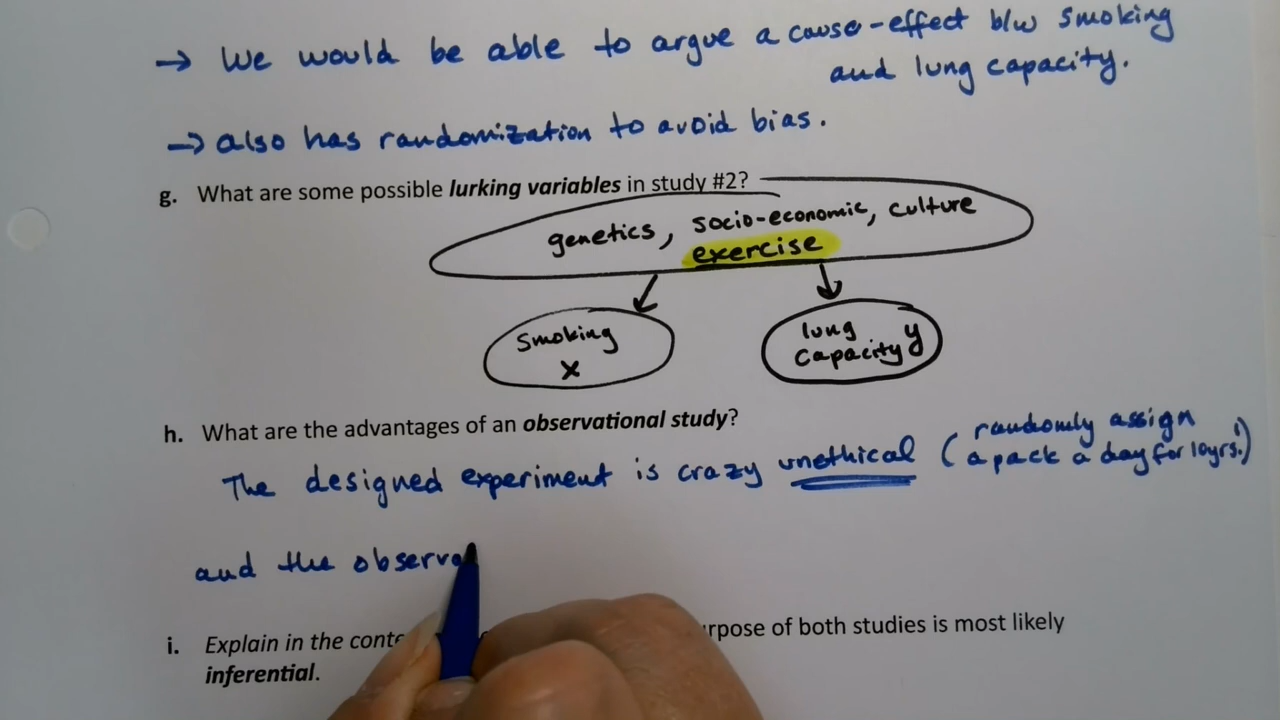 → We would be able to argue a cause-effect b/w smoking
and lung capacity.
→ also has randomization to avoid bias.
g. What are some possible lurking variables in study #2?
genetics, socio-economic, culture
exercise
smoking
x
lung
capacity y
h. What are the advantages of an observational study?
The designed experiment is crazy unethical (randomly assign
a pack a day for 10yrs!)
and the observa
i. Explain in the conte rpose of both studies is most likely
inferential.